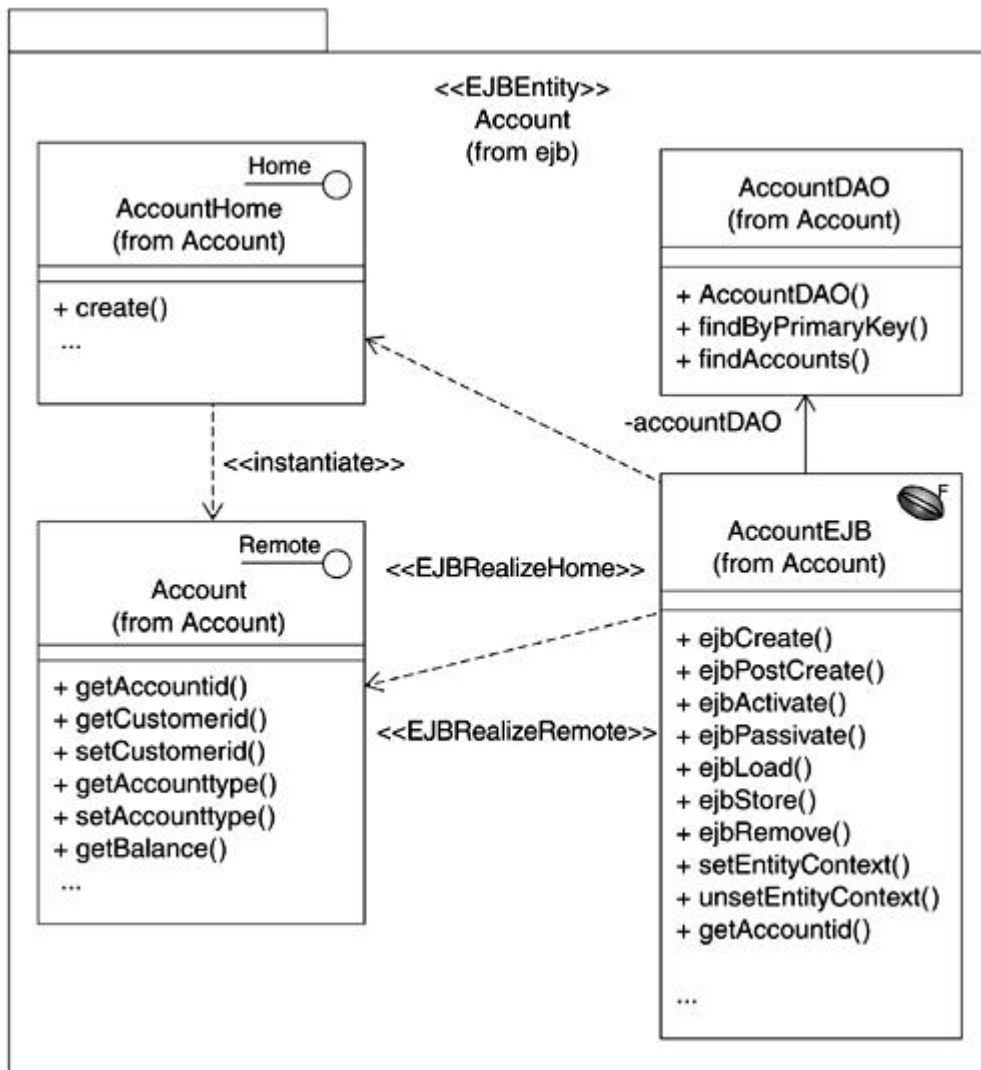 <<EJBEntity>>
Account
(from ejb)
Home
AccountHome
(from Account)
+ create()
...
AccountDAO
(from Account)
+ AccountDAO()
+ findByPrimaryKey()
+ findAccounts()
-accountDAO
<<instantiate>>
Remote
Account
(from Account)
+ getAccountid()
+ getCustomerid()
+ setCustomerid()
+ getAccounttype()
+ setAccounttype()
+ getBalance()
...
<<EJBRealizeHome>>
<<EJBRealizeRemote>>
F
AccountEJB
(from Account)
+ ejbCreate()
+ ejbPostCreate()
+ ejbActivate()
+ ejbPassivate()
+ ejbLoad()
+ ejbStore()
+ ejbRemove()
+ setEntityContext()
+ unsetEntityContext()
+ getAccountid()
...